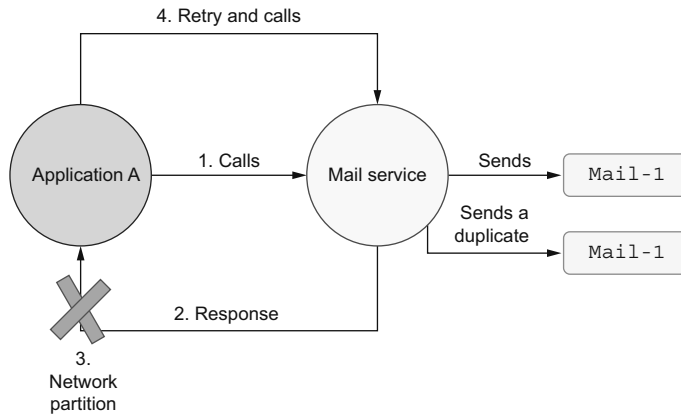 4. Retry and calls
Application A
1. Calls
Mail service
Sends
Mail-1
Sends a
duplicate
Mail-1
2. Response
3.
Network
partition